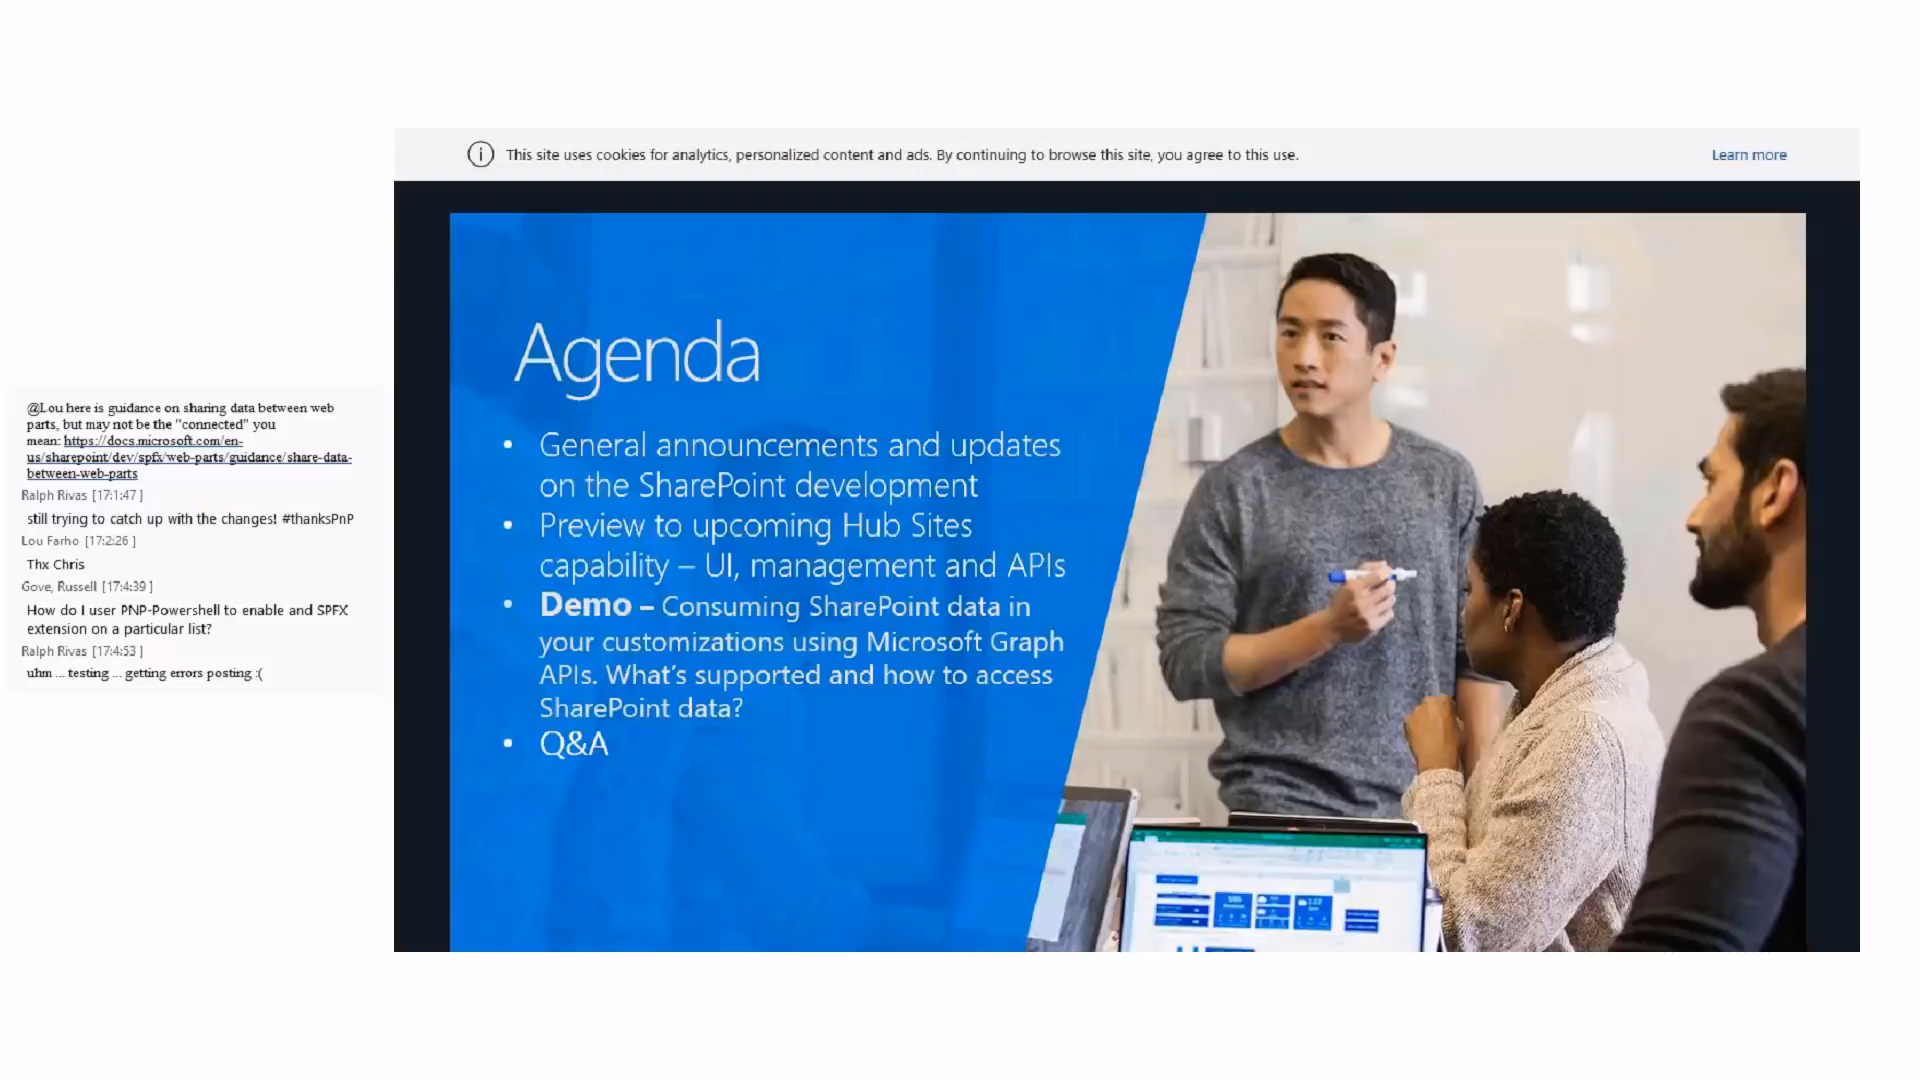 @Lou here is guidance on sharing data between web
parts, but may not be the "connected" you
mean: https://docs.microsoft.com/en-
us/sharepoint/dev/spfx/web-parts/guidance/share-data-
between-web-parts
Ralph Rivas [17:1:47 ]
still trying to catch up with the changes! #thanksPnP
Lou Farho [17:2:26 ]
Thx Chris
Gove, Russell [17:4:39 ]
How do I user PNP-Powershell to enable and SPFX
extension on a particular list?
Ralph Rivas [17:4:53 ]
uhm ... testing ... getting errors posting :(
This site uses cookies for analytics, personalized content and ads. By continuing to browse this site, you agree to this use.
Learn more
Agenda
• General announcements and updates
on the SharePoint development
• Preview to upcoming Hub Sites
capability – UI, management and APIs
• Demo – Consuming SharePoint data in
your customizations using Microsoft Graph
APIs. What's supported and how to access
SharePoint data?
• Q&A